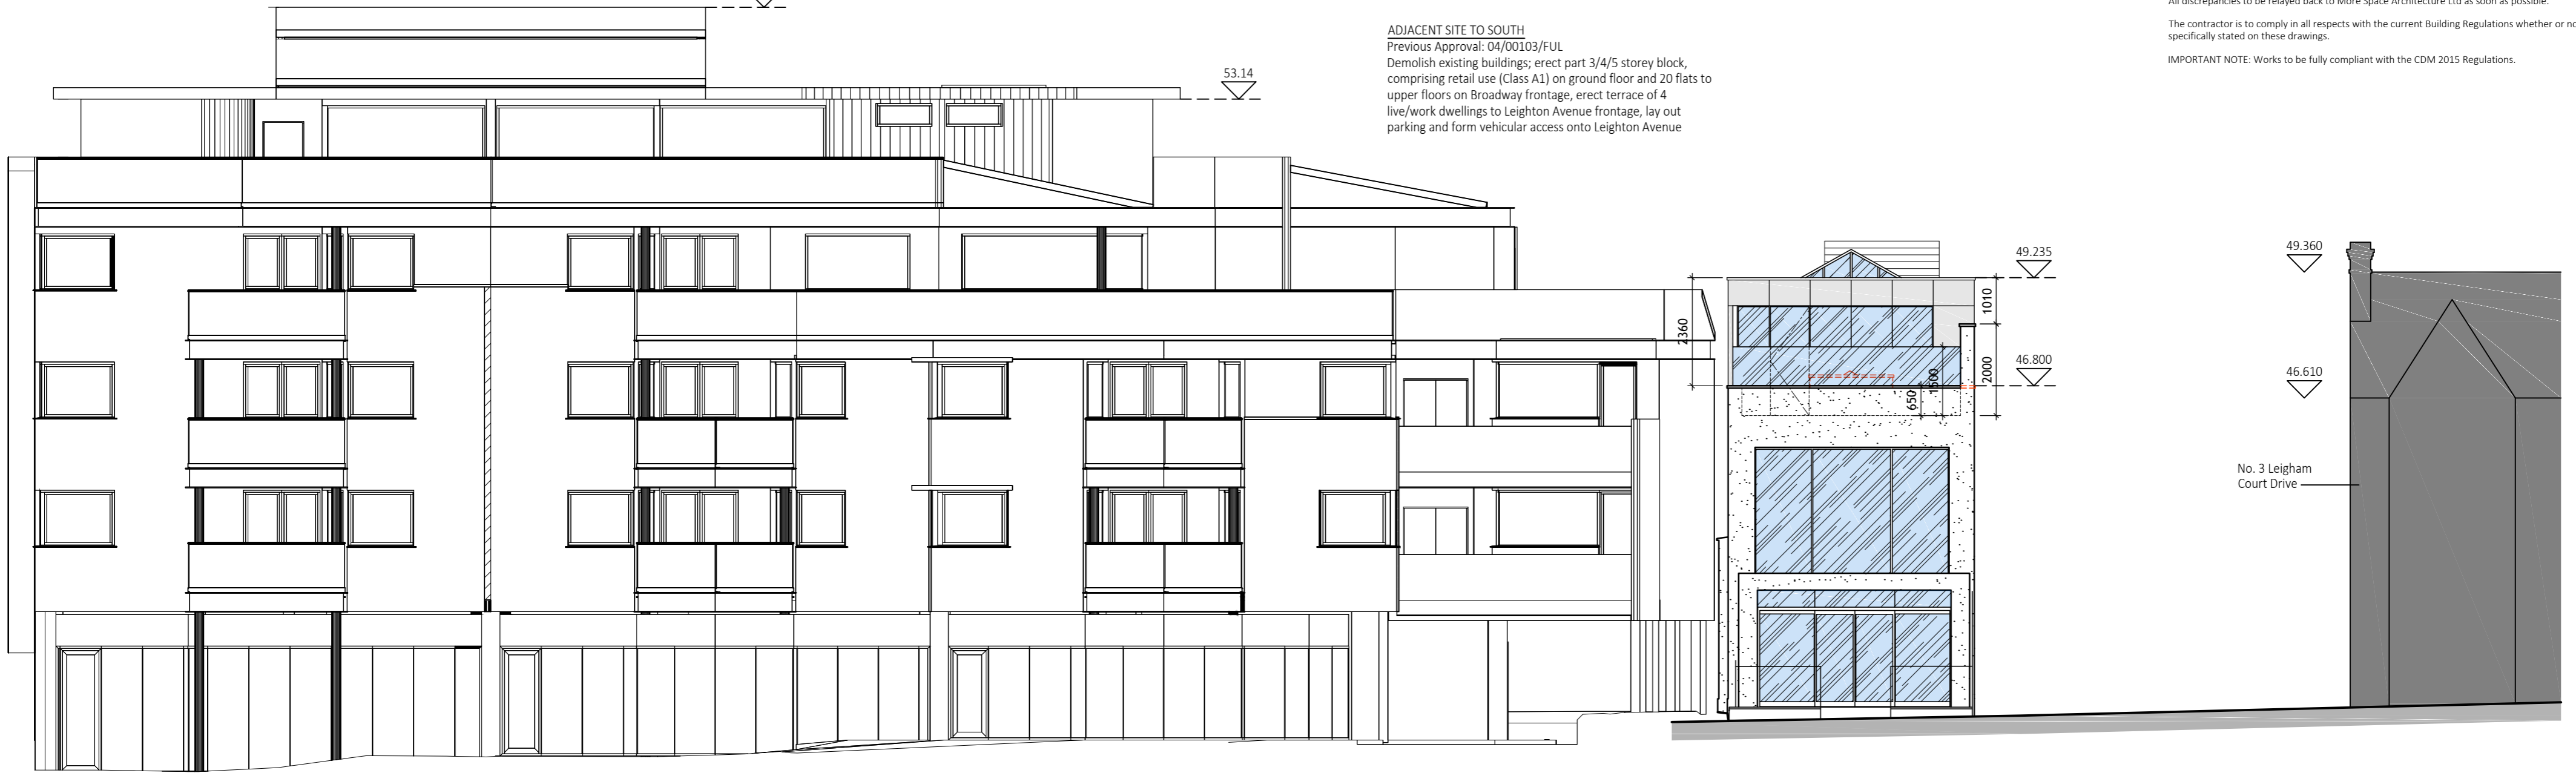 All discrepancies to be relayed back to More Space Architecture Ltd as soon as possible.
The contractor is to comply in all respects with the current Building Regulations whether or no
specifically stated on these drawings.
IMPORTANT NOTE: Works to be fully compliant with the CDM 2015 Regulations.
ADJACENT SITE TO SOUTH
Previous Approval: 04/00103/FUL
Demolish existing buildings; erect part 3/4/5 storey block,
comprising retail use (Class A1) on ground floor and 20 flats to
upper floors on Broadway frontage, erect terrace of 4
live/work dwellings to Leighton Avenue frontage, lay out
parking and form vehicular access onto Leighton Avenue
53.14
49.235
49.360
1010
2360
46.800
2000
46.610
1500
650
No. 3 Leigham
Court Drive